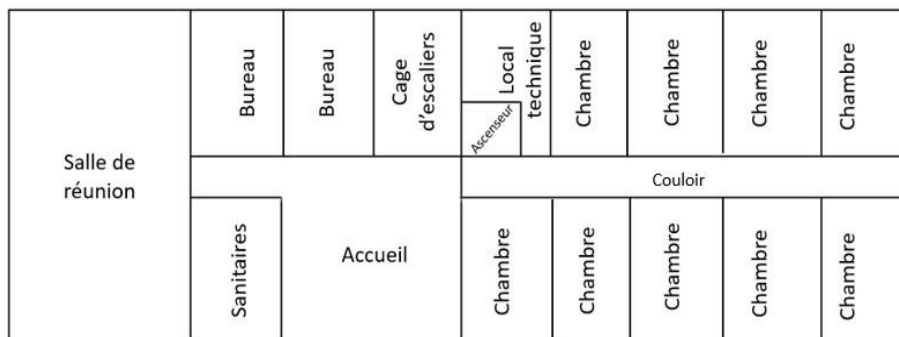 Bureau
Bureau
Cage
d'escaliers
Local
technique
Ascenseur
Chambre
Chambre
Chambre
Chambre
Salle de
réunion
Couloir
Sanitaires
Accueil
Chambre
Chambre
Chambre
Chambre
Chambre